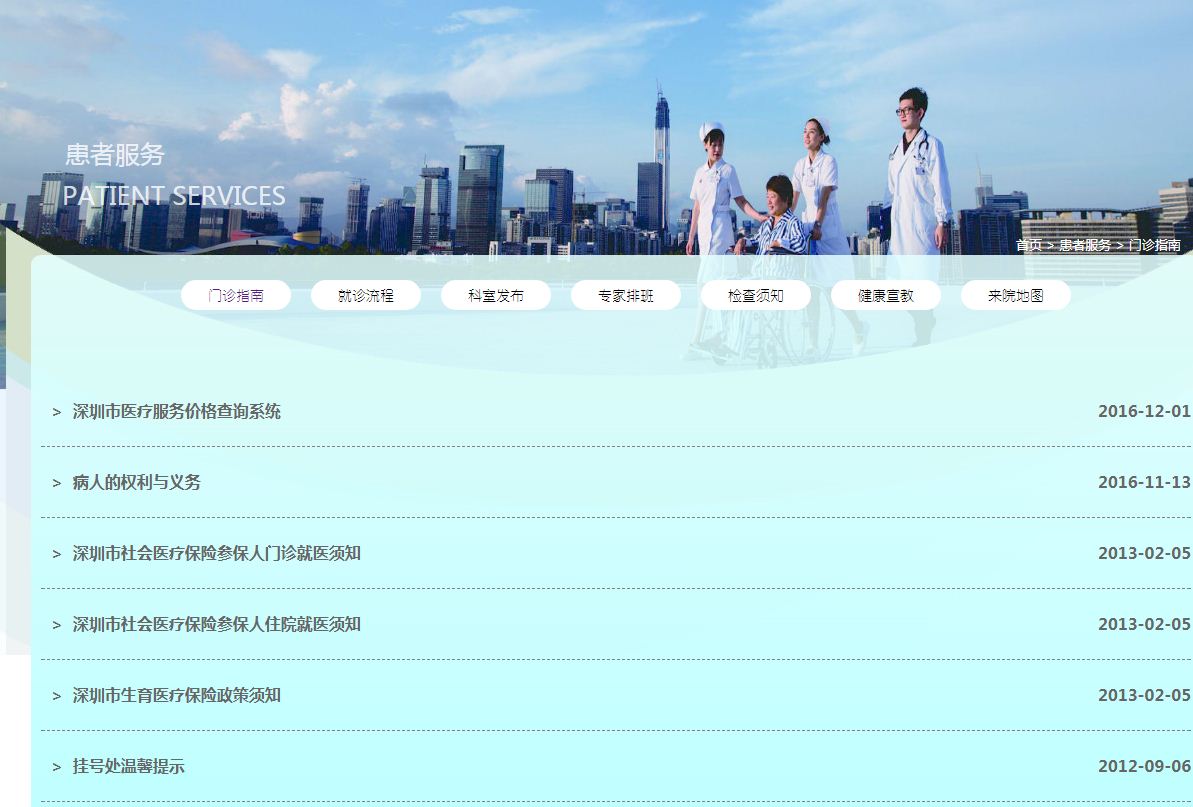 患者服务
PATIENT SERVICES
首页 > 患者服务 > 门诊指南
门诊指南 就诊流程 科室发布 专家排班 检查须知 健康宣教 来院地图
> 深圳市医疗服务价格查询系统 2016-12-01
> 病人的权利与义务 2016-11-13
> 深圳市社会医疗保险参保人门诊就医须知 2013-02-05
> 深圳市社会医疗保险参保人住院就医须知 2013-02-05
> 深圳市生育医疗保险政策须知 2013-02-05
> 挂号处温馨提示 2012-09-06